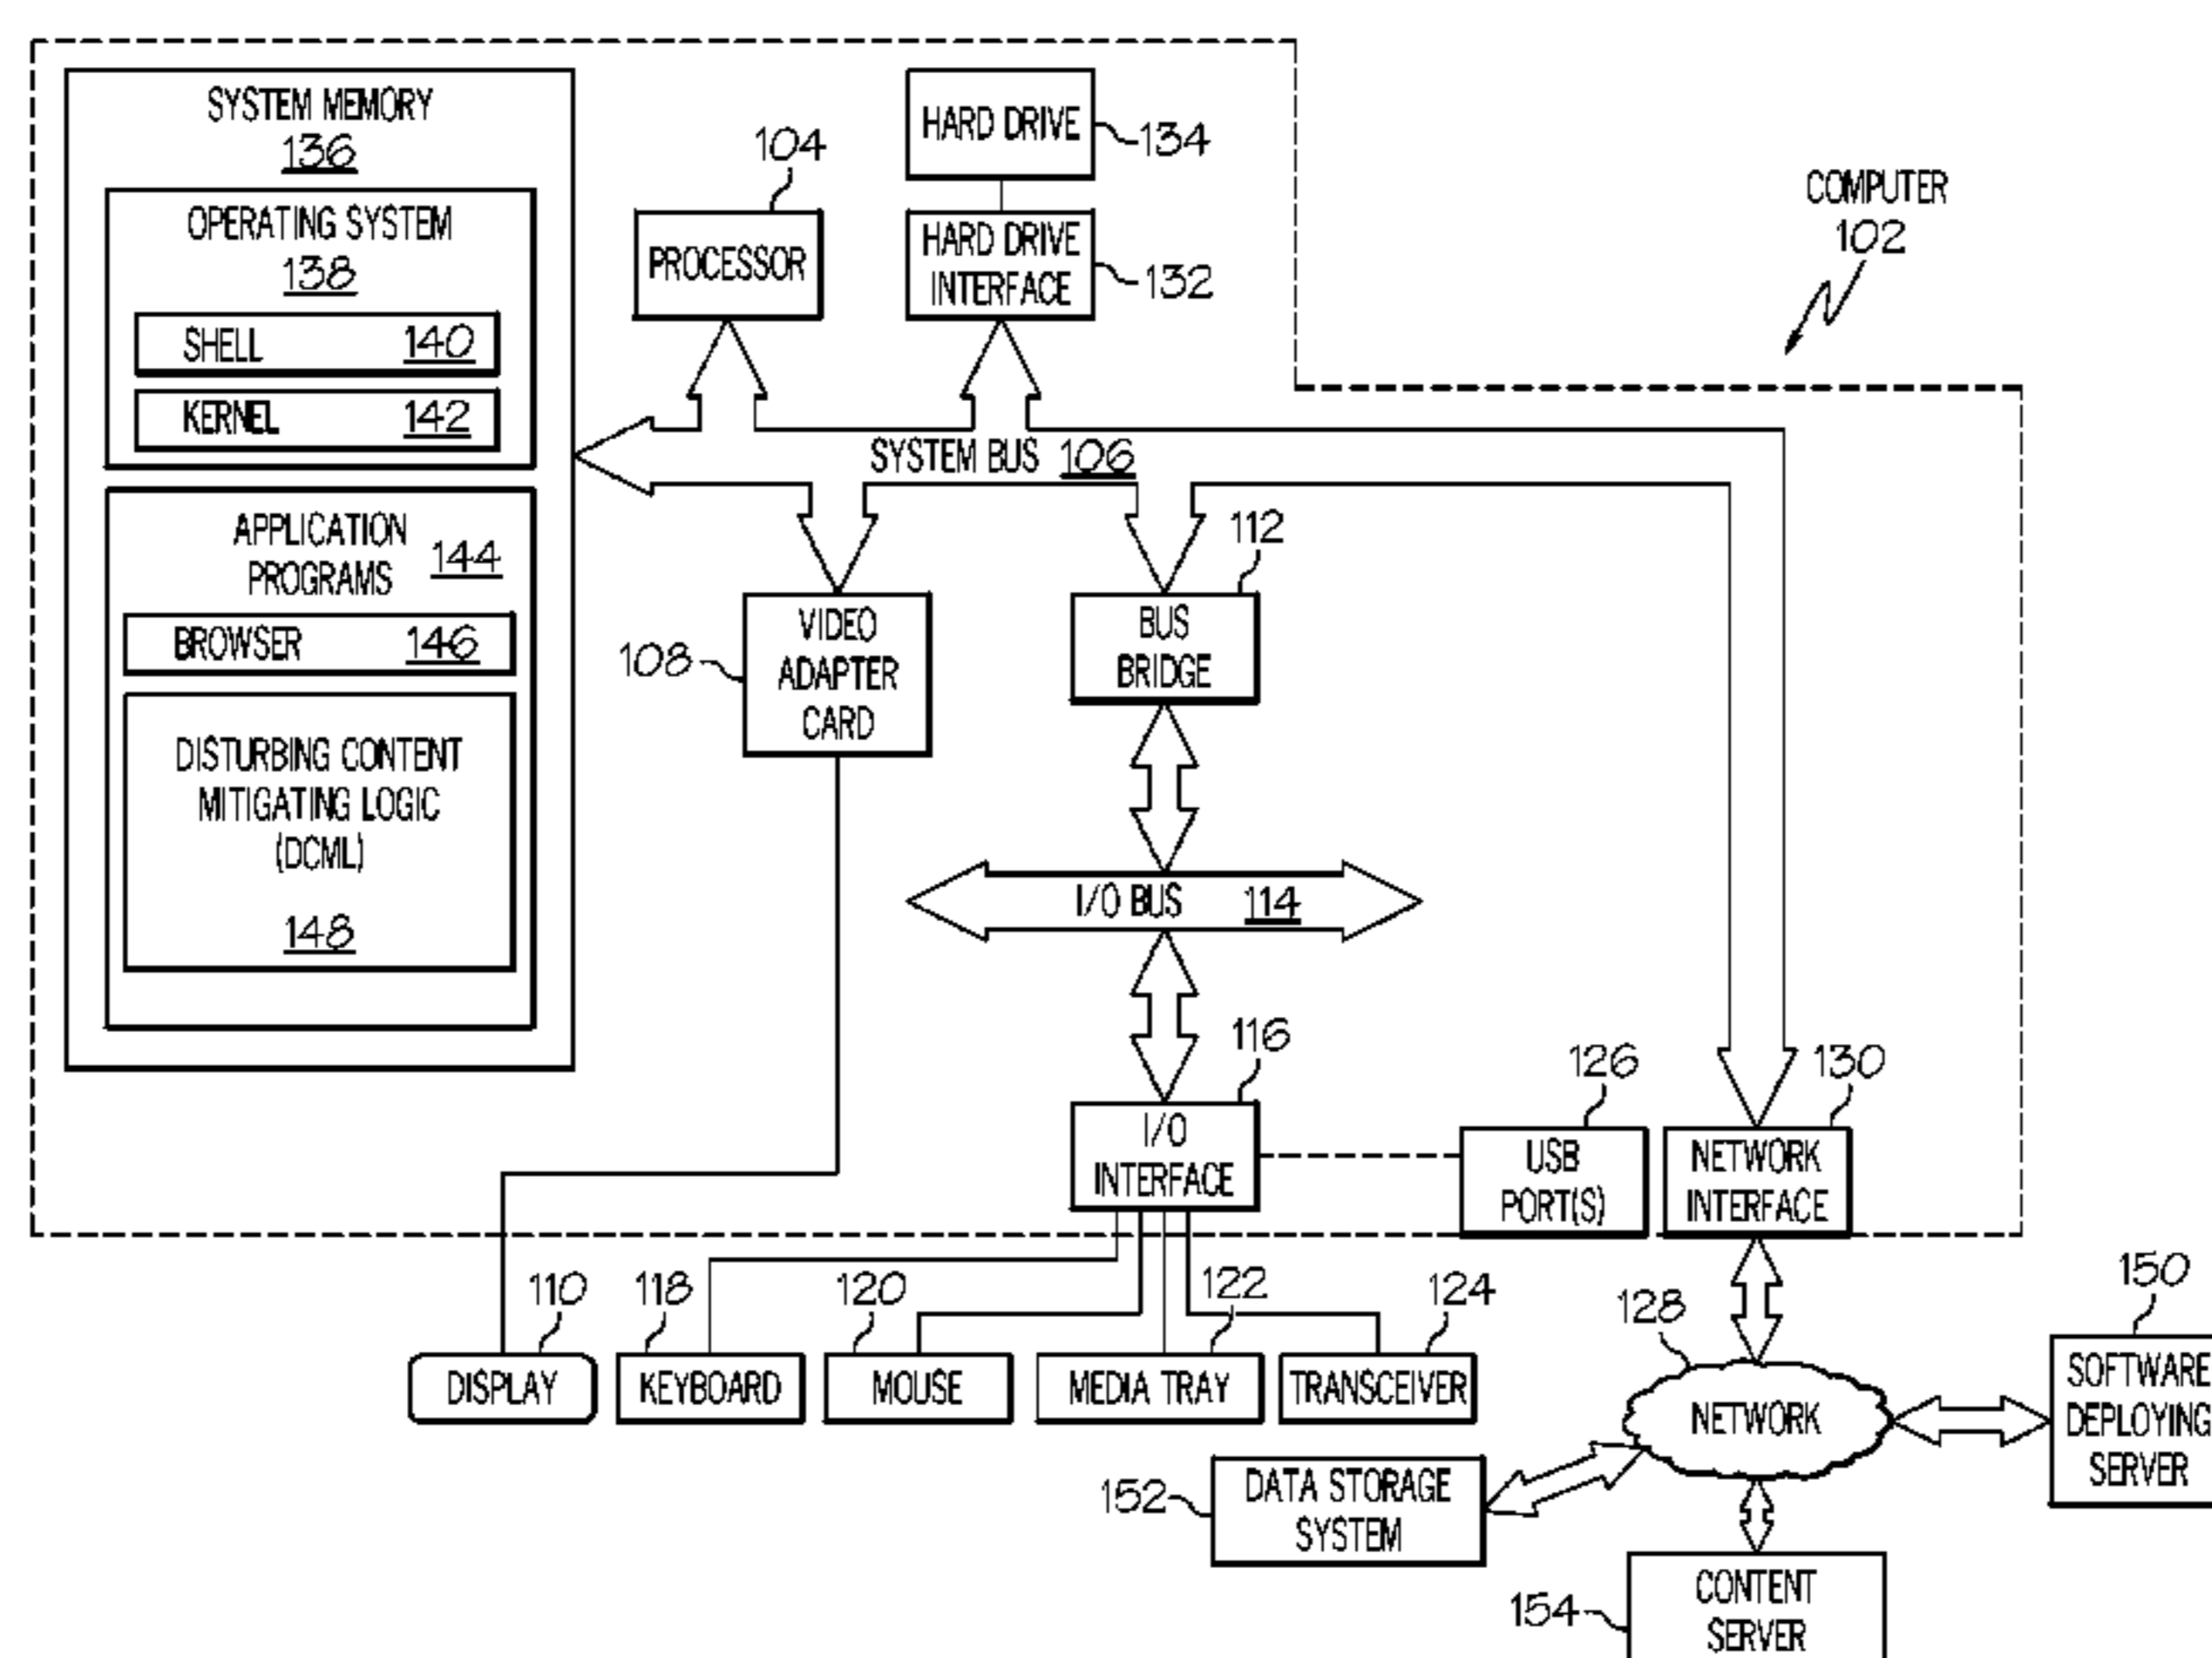 SYSTEM MEMORY
136
OPERATING SYSTEM
138
SHELL 140
KERNEL 142
APPLICATION
PROGRAMS
144
BROWSER 146
DISTURBING CONTENT
MITIGATING LOGIC
(DCML)
148
104
PROCESSOR
HARD DRIVE
134
HARD DRIVE
INTERFACE
132
COMPUTER
102
SYSTEM BUS 106
108
VIDEO
ADAPTER
CARD
112
BUS
BRIDGE
I/O BUS 114
116
I/O
INTERFACE
126
USB
PORT(S)
130
NETWORK
INTERFACE
110
DISPLAY
118
KEYBOARD
120
MOUSE
122
MEDIA TRAY
124
TRANSCEIVER
128
NETWORK
150
SOFTWARE
DEPLOYING
SERVER
152
DATA STORAGE
SYSTEM
154
CONTENT
SERVER